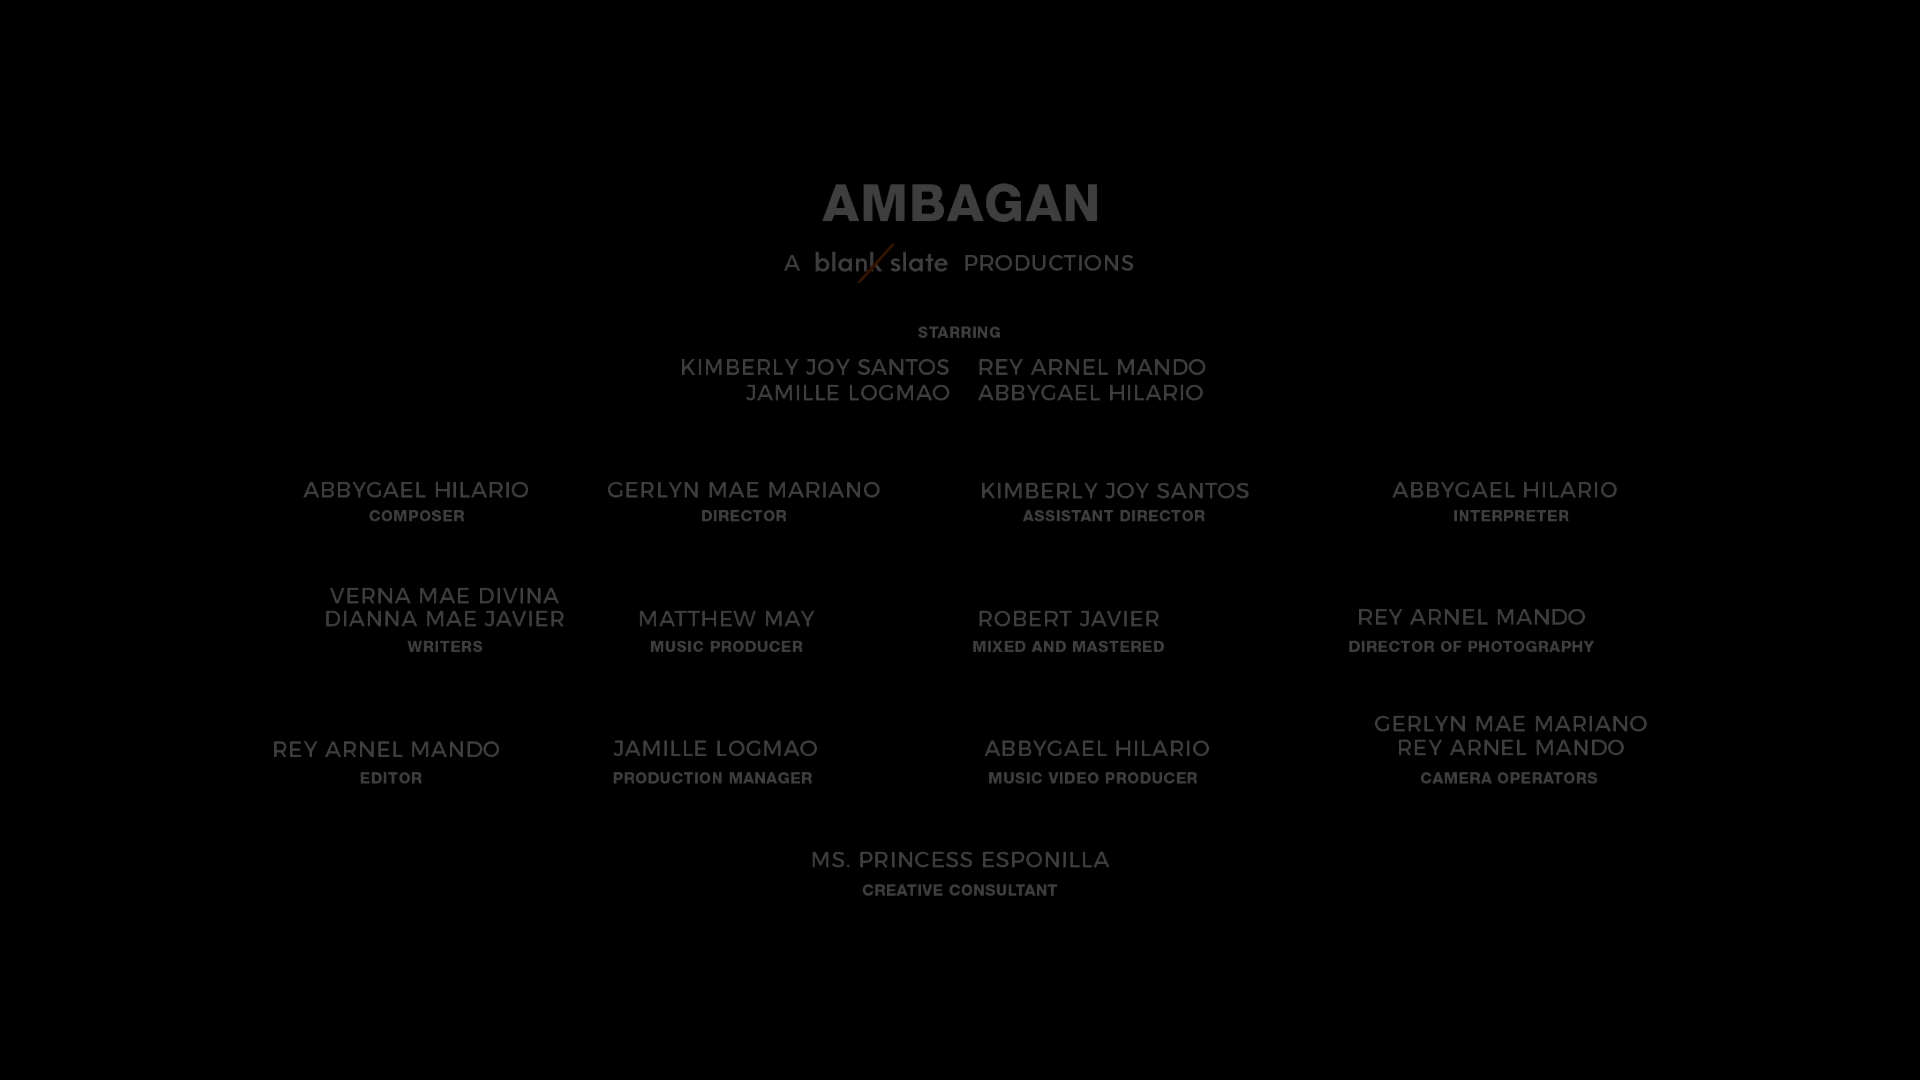 AMBAGAN
A blank slate PRODUCTIONS
STARRING
KIMBERLY JOY SANTOS REY ARNEL MANDO
JAMILLE LOGMAO ABBYGAEL HILARIO
ABBYGAEL HILARIO
COMPOSER
GERLYN MAE MARIANO
DIRECTOR
KIMBERLY JOY SANTOS
ASSISTANT DIRECTOR
ABBYGAEL HILARIO
INTERPRETER
VERNA MAE DIVINA
DIANNA MAE JAVIER
WRITERS
MATTHEW MAY
MUSIC PRODUCER
ROBERT JAVIER
MIXED AND MASTERED
REY ARNEL MANDO
DIRECTOR OF PHOTOGRAPHY
REY ARNEL MANDO
EDITOR
JAMILLE LOGMAO
PRODUCTION MANAGER
ABBYGAEL HILARIO
MUSIC VIDEO PRODUCER
GERLYN MAE MARIANO
REY ARNEL MANDO
CAMERA OPERATORS
MS. PRINCESS ESPONILLA
CREATIVE CONSULTANT